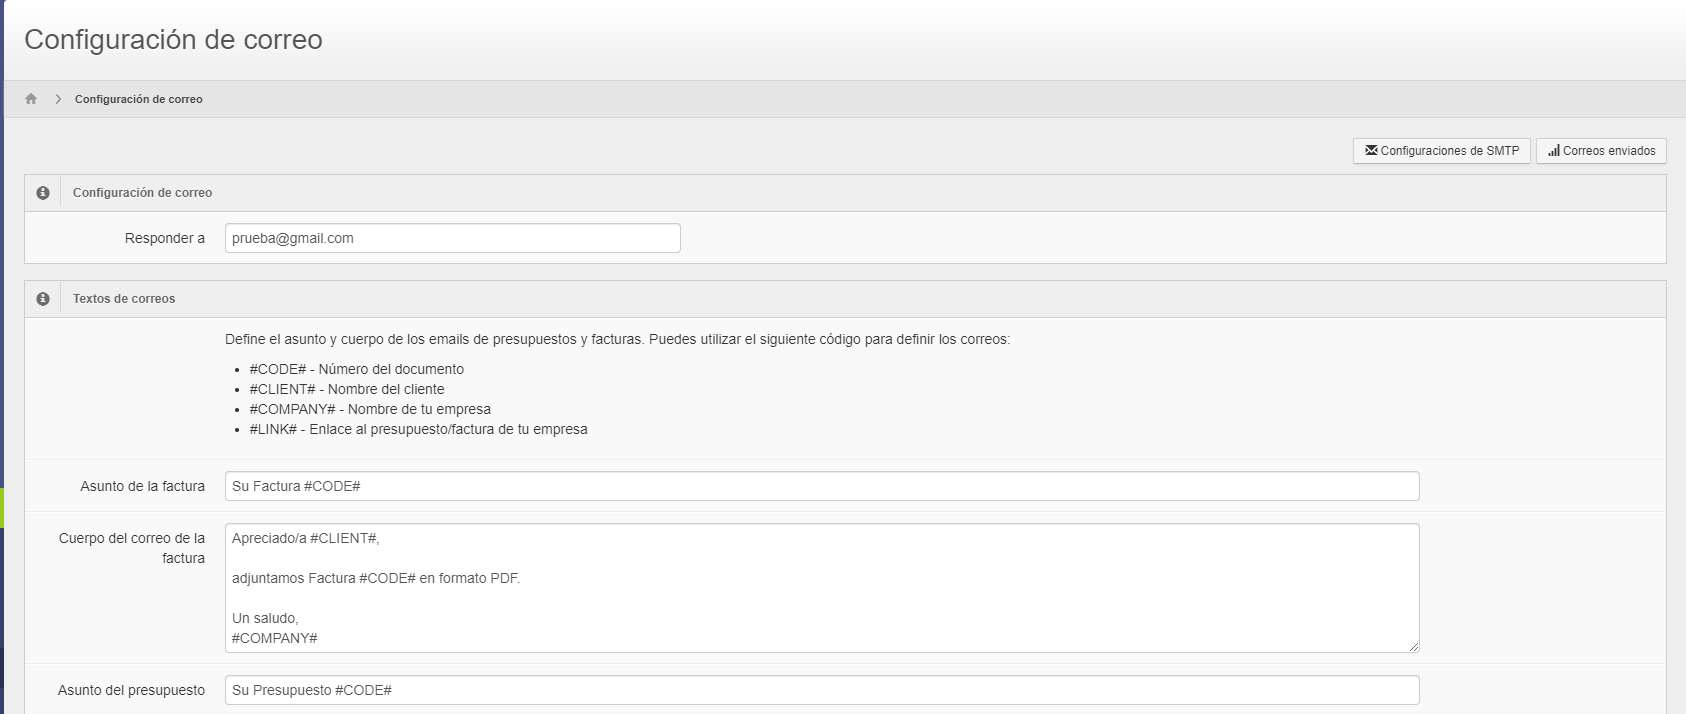 Configuración de correo
Configuración de correo
Configuraciones de SMTP
Correos enviados
Configuración de correo
Responder a
prueba@gmail.com
Textos de correos
Define el asunto y cuerpo de los emails de presupuestos y facturas. Puedes utilizar el siguiente código para definir los correos:
• #CODE# - Número del documento
• #CLIENT# - Nombre del cliente
• #COMPANY# - Nombre de tu empresa
• #LINK# - Enlace al presupuesto/factura de tu empresa
Asunto de la factura
Su Factura #CODE#
Cuerpo del correo de la
factura
Apreciado/a #CLIENT#,
adjuntamos Factura #CODE# en formato PDF.
Un saludo,
#COMPANY#
Asunto del presupuesto
Su Presupuesto #CODE#